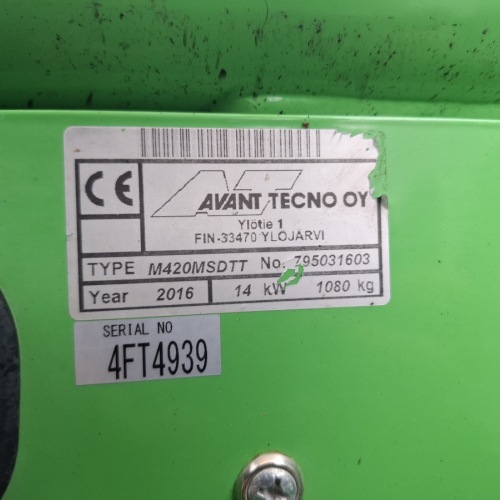 CE
AVANT TECNO OY
Ylötie 1
FIN-33470 YLÖJÄRVI
TYPE M420MSDTT No. 795031603
Year 2016 14 kW 1080 kg
SERIAL NO
4FT4939